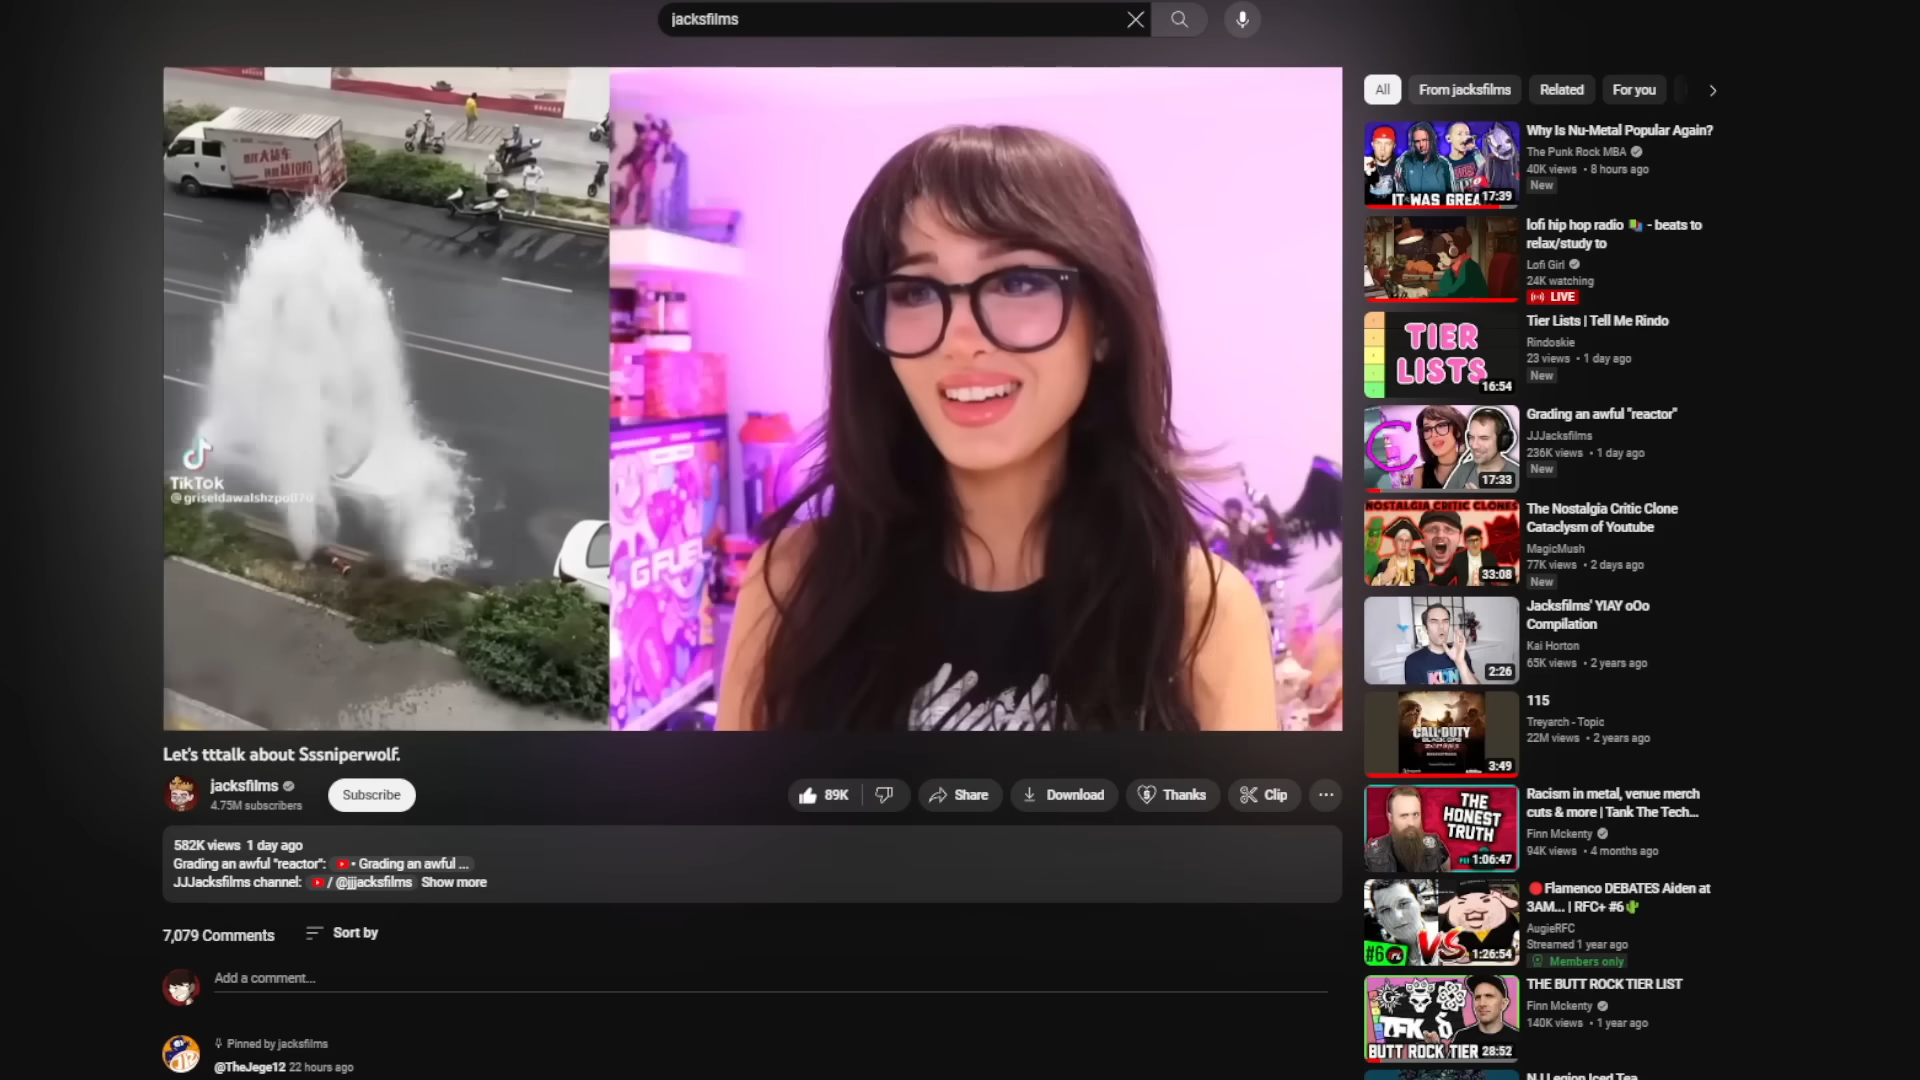 jacksfilms
TikTok
@griseldawalshzpo070
G FUEL
Let's tttalk about Sssniperwolf.
jacksfilms
4.75M subscribers
Subscribe
89K
Share
Download
Thanks
Clip
582K views 1 day ago
Grading an awful "reactor": • Grading an awful ...
JJJacksfilms channel: / @jjjacksfilms Show more
7,079 Comments
Sort by
Add a comment...
Pinned by jacksfilms
@TheJege12 22 hours ago
All
From jacksfilms
Related
For you
IT WAS GREA
17:39
Why Is Nu-Metal Popular Again?
The Punk Rock MBA
40K views • 8 hours ago
New
lofi hip hop radio - beats to
relax/study to
Lofi Girl
24K watching
LIVE
TIER
LISTS
16:54
Tier Lists | Tell Me Rindo
Rindoskie
23 views • 1 day ago
New
17:33
Grading an awful "reactor"
JJJacksfilms
236K views • 1 day ago
New
NOSTALGIA CRITIC CLONES
33:08
The Nostalgia Critic Clone
Cataclysm of Youtube
MagicMush
77K views • 2 days ago
New
2:26
Jacksfilms' YIAY oOo
Compilation
Kai Horton
65K views • 2 years ago
CALL OF DUTY
3:49
115
Treyarch - Topic
22M views • 2 years ago
THE
HONEST
TRUTH
1:06:47
Racism in metal, venue merch
cuts & more | Tank The Tech...
Finn Mckenty
94K views • 4 months ago
#6
VS
1:26:54
Flamenco DEBATES Aiden at
3AM... | RFC+ #6
AugieRFC
Streamed 1 year ago
Members only
TFK
BUTT ROCK TIER
28:52
THE BUTT ROCK TIER LIST
Finn Mckenty
140K views • 1 year ago